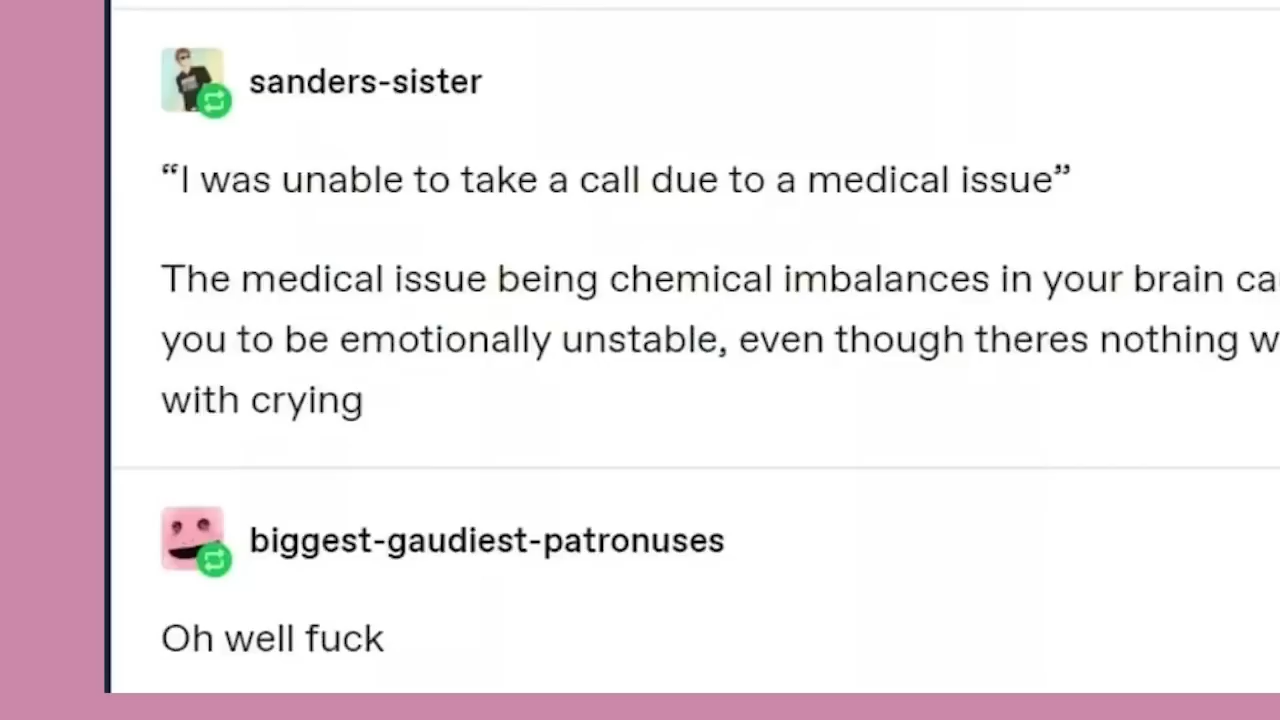 sanders-sister
“I was unable to take a call due to a medical issue”
The medical issue being chemical imbalances in your brain
you to be emotionally unstable, even though theres nothing
with crying
biggest-gaudiest-patronuses
Oh well fuck